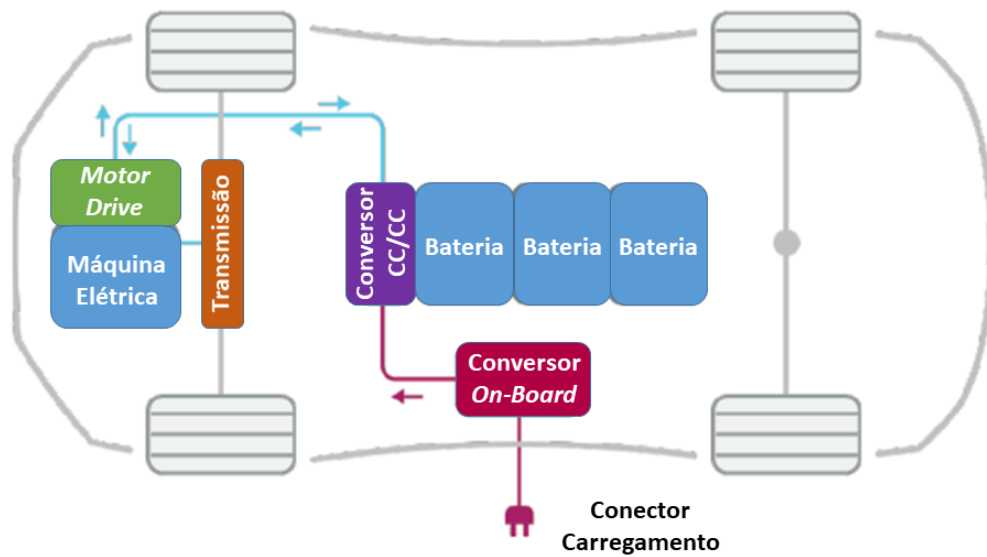 Motor
Drive
Máquina
Elétrica
Transmissão
Conversor
CC/CC
Bateria
Bateria
Bateria
Conversor
On-Board
Conector
Carregamento